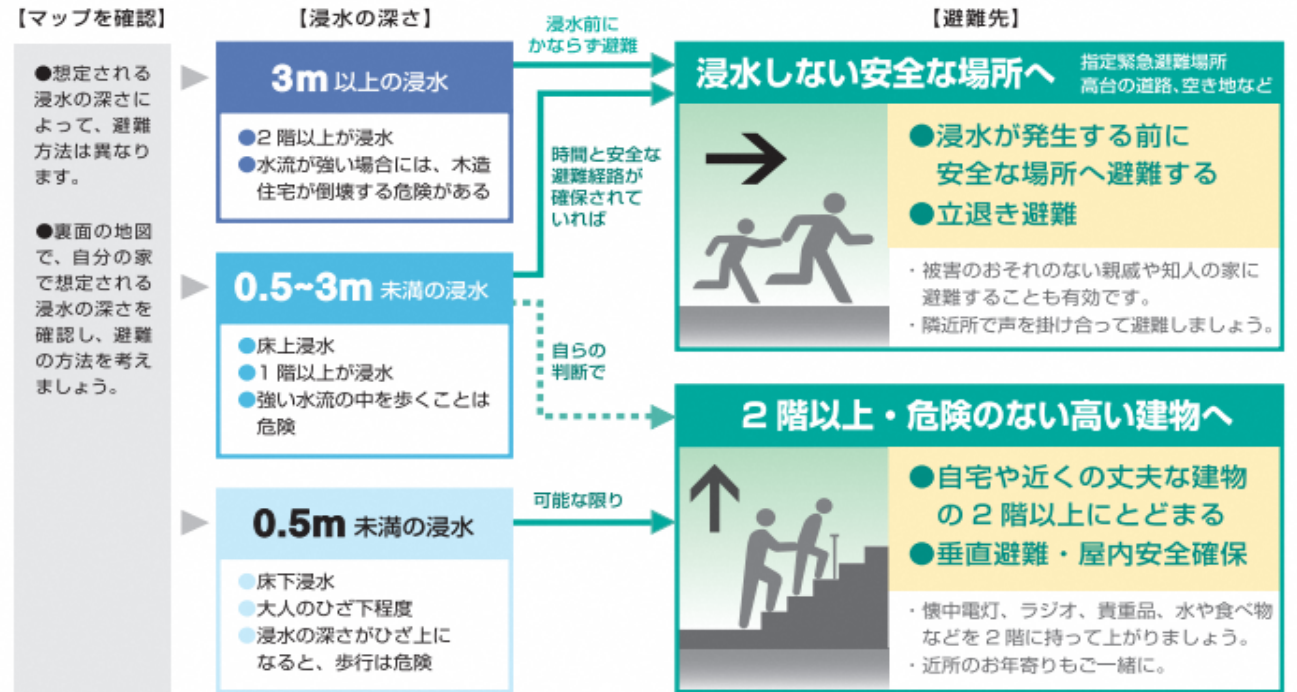 【マップを確認】
●想定される
浸水の深さに
よって、避難
方法は異なり
ます。
●裏面の地図
で、自分の家
で想定される
浸水の深さを
確認し、避難
の方法を考え
ましょう。
【浸水の深さ】
3m 以上の浸水
●2 階以上が浸水
●水流が強い場合には、木造
住宅が倒壊する危険がある
0.5~3m 未満の浸水
●床上浸水
●1 階以上が浸水
●強い水流の中を歩くことは
危険
0.5m 未満の浸水
●床下浸水
●大人のひざ下程度
●浸水の深さがひざ上に
なると、歩行は危険
浸水前に
かならず避難
時間と安全な
避難経路が
確保されて
いれば
自らの
判断で
可能な限り
【避難先】
浸水しない安全な場所へ
指定緊急避難場所
高台の道路、空き地など
●浸水が発生する前に
安全な場所へ避難する
●立退き避難
・被害のおそれのない親戚や知人の家に
避難することも有効です。
・隣近所で声を掛け合って避難しましょう。
2 階以上・危険のない高い建物へ
●自宅や近くの丈夫な建物
の 2 階以上にとどまる
●垂直避難・屋内安全確保
・懐中電灯、ラジオ、貴重品、水や食べ物
などを 2 階に持って上がりましょう。
・近所のお年寄りもご一緒に。